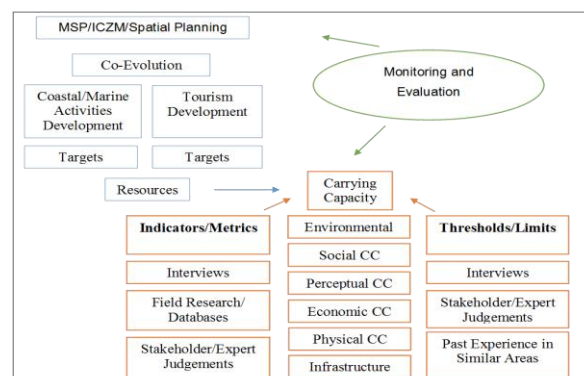 MSP/ICZM/Spatial Planning
Co-Evolution
Coastal/Marine
Activities
Development
Tourism
Development
Targets
Targets
Resources
Monitoring and
Evaluation
Carrying
Capacity
Indicators/Metrics
Interviews
Field Research/
Databases
Stakeholder/Expert
Judgements
Environmental
Social CC
Perceptual CC
Economic CC
Physical CC
Infrastructure
Thresholds/Limits
Interviews
Stakeholder/Expert
Judgements
Past Experience in
Similar Areas